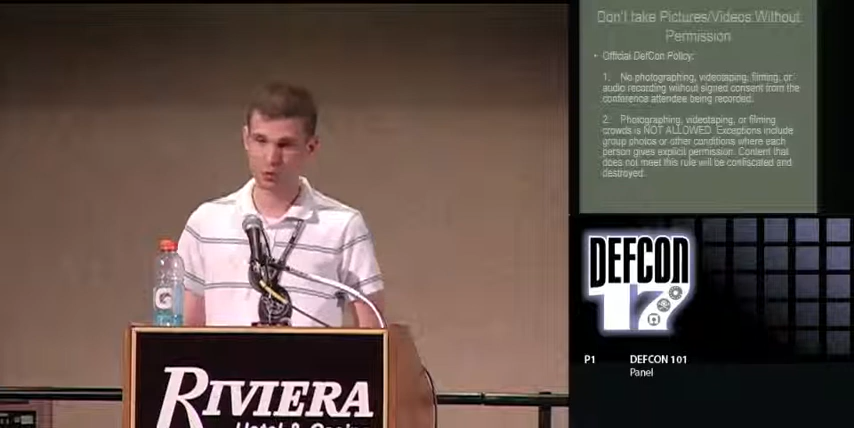 Don't take Pictures/Videos Without
Permission
• Official DefCon Policy:
1. No photographing, videotaping, filming, or
audio recording without signed consent from the
conference attendee being recorded.
2. Photographing, videotaping, or filming
crowds is NOT ALLOWED. Exceptions include
group photos or other conditions where each
person gives explicit permission. Content that
does not meet this rule will be confiscated and
destroyed.
DEFCON
17
P1 DEFCON 101
Panel
G
RIVIERA
Hotel &